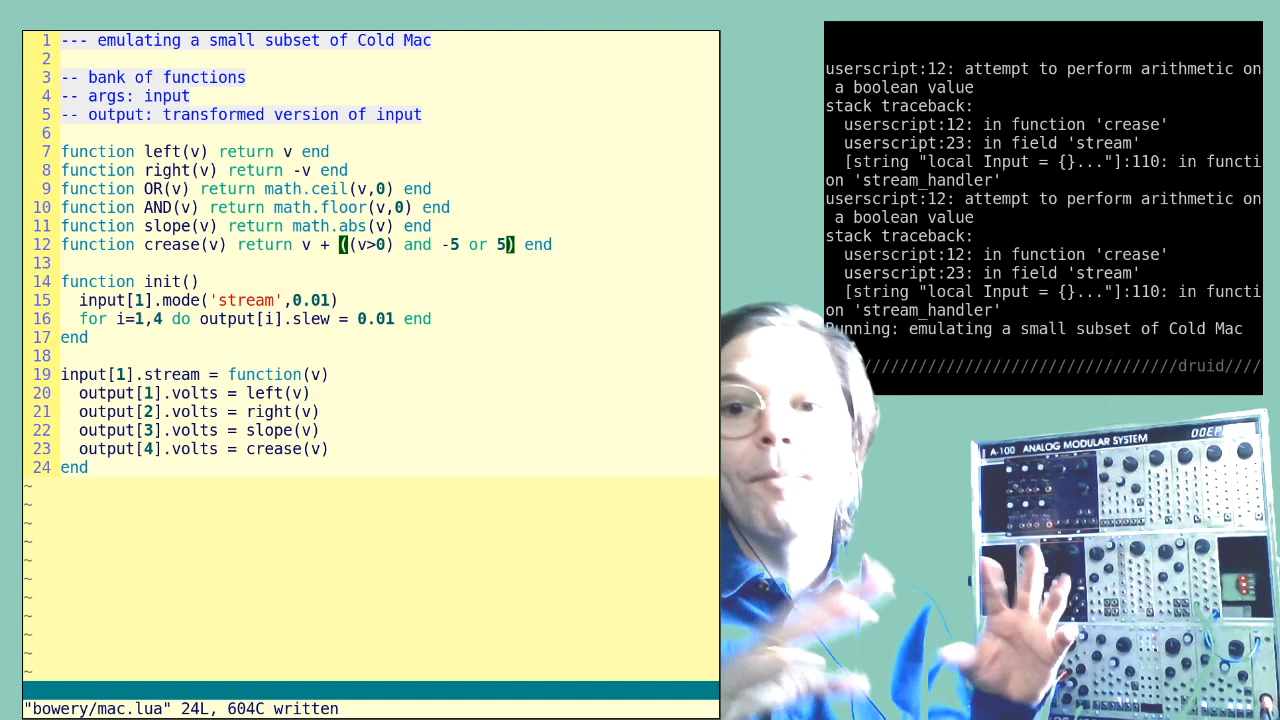 1 --- emulating a small subset of Cold Mac
2
3 -- bank of functions
4 -- args: input
5 -- output: transformed version of input
6
7 function left(v) return v end
8 function right(v) return -v end
9 function OR(v) return math.ceil(v,0) end
10 function AND(v) return math.floor(v,0) end
11 function slope(v) return math.abs(v) end
12 function crease(v) return v + ((v>0) and -5 or 5) end
13
14 function init()
15   input[1].mode('stream',0.01)
16   for i=1,4 do output[i].slew = 0.01 end
17 end
18
19 input[1].stream = function(v)
20   output[1].volts = left(v)
21   output[2].volts = right(v)
22   output[3].volts = slope(v)
23   output[4].volts = crease(v)
24 end
~
~
~
~
~
~
~
~
~
~
~
"bowery/mac.lua" 24L, 604C written
userscript:12: attempt to perform arithmetic on
 a boolean value
stack traceback:
  userscript:12: in function 'crease'
  userscript:23: in field 'stream'
  [string "local Input = {}..."]:110: in functi
on 'stream_handler'
userscript:12: attempt to perform arithmetic on
 a boolean value
stack traceback:
  userscript:12: in function 'crease'
  userscript:23: in field 'stream'
  [string "local Input = {}..."]:110: in functi
on 'stream_handler'
Running: emulating a small subset of Cold Mac
/////////////////////////////////druid////
A-100 ANALOG MODULAR SYSTEM DOEP